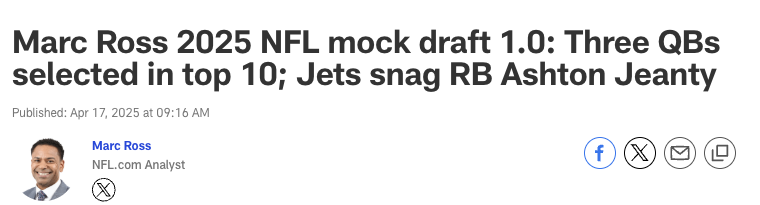 Marc Ross 2025 NFL mock draft 1.0: Three QBs
selected in top 10; Jets snag RB Ashton Jeanty
Published: Apr 17, 2025 at 09:16 AM
Marc Ross
NFL.com Analyst